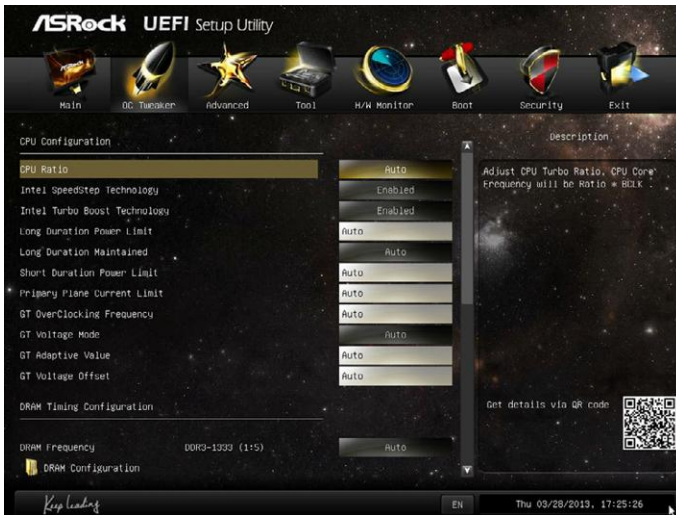 ASRock UEFI Setup Utility
Main OC Tweaker Advanced Tool H/W Monitor Boot Security Exit
CPU Configuration
Description
CPU Ratio Auto
Adjust CPU Turbo Ratio. CPU Core
Frequency will be Ratio * BCLK .
Intel SpeedStep Technology Enabled
Intel Turbo Boost Technology Enabled
Long Duration Power Limit Auto
Long Duration Maintained Auto
Short Duration Power Limit Auto
Primary Plane Current Limit Auto
GT OverClocking Frequency Auto
GT Voltage Mode Auto
GT Adaptive Value Auto
GT Voltage Offset Auto
DRAM Timing Configuration
Get details via QR code
DRAM Frequency DDR3-1333 (1:5) Auto
DRAM Configuration
Keep Leading
EN
Thu 03/28/2013, 17:25:26